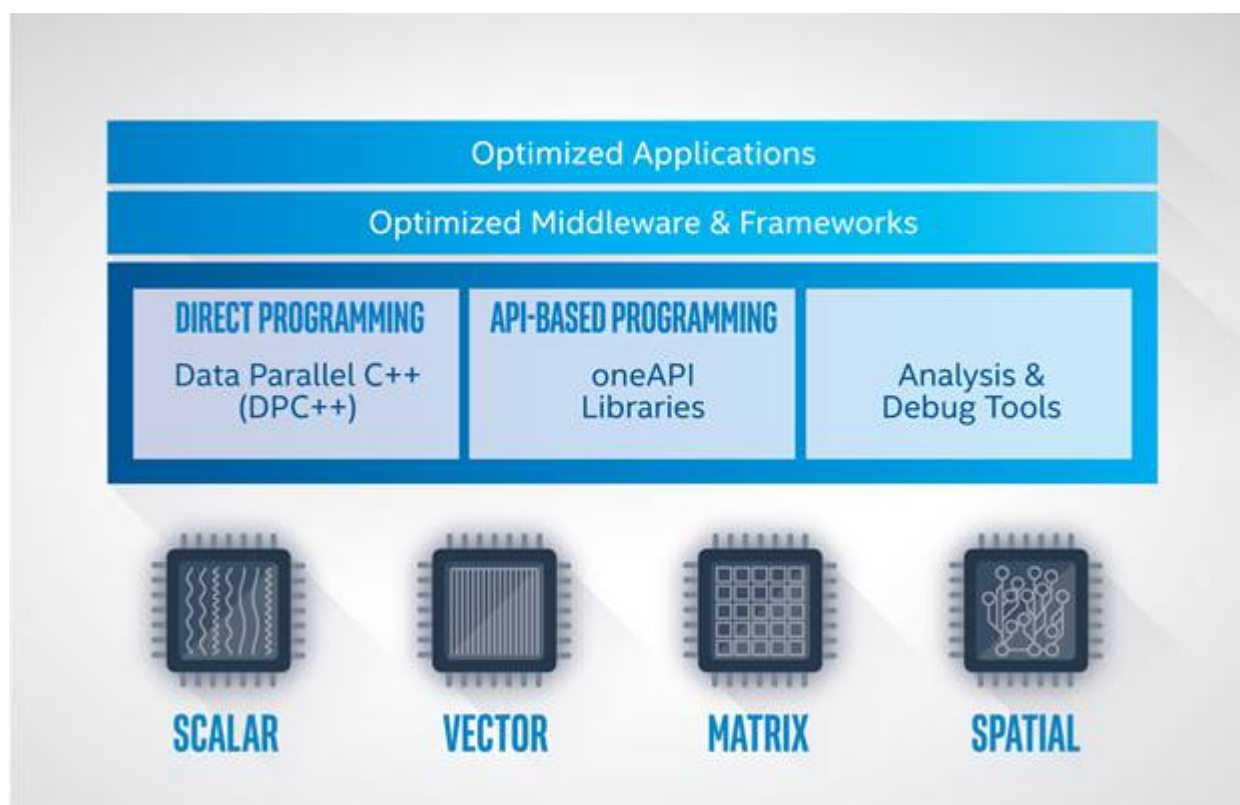 Optimized Applications
Optimized Middleware & Frameworks
DIRECT PROGRAMMING
Data Parallel C++
(DPC++)
API-BASED PROGRAMMING
oneAPI
Libraries
Analysis &
Debug Tools
SCALAR
VECTOR
MATRIX
SPATIAL